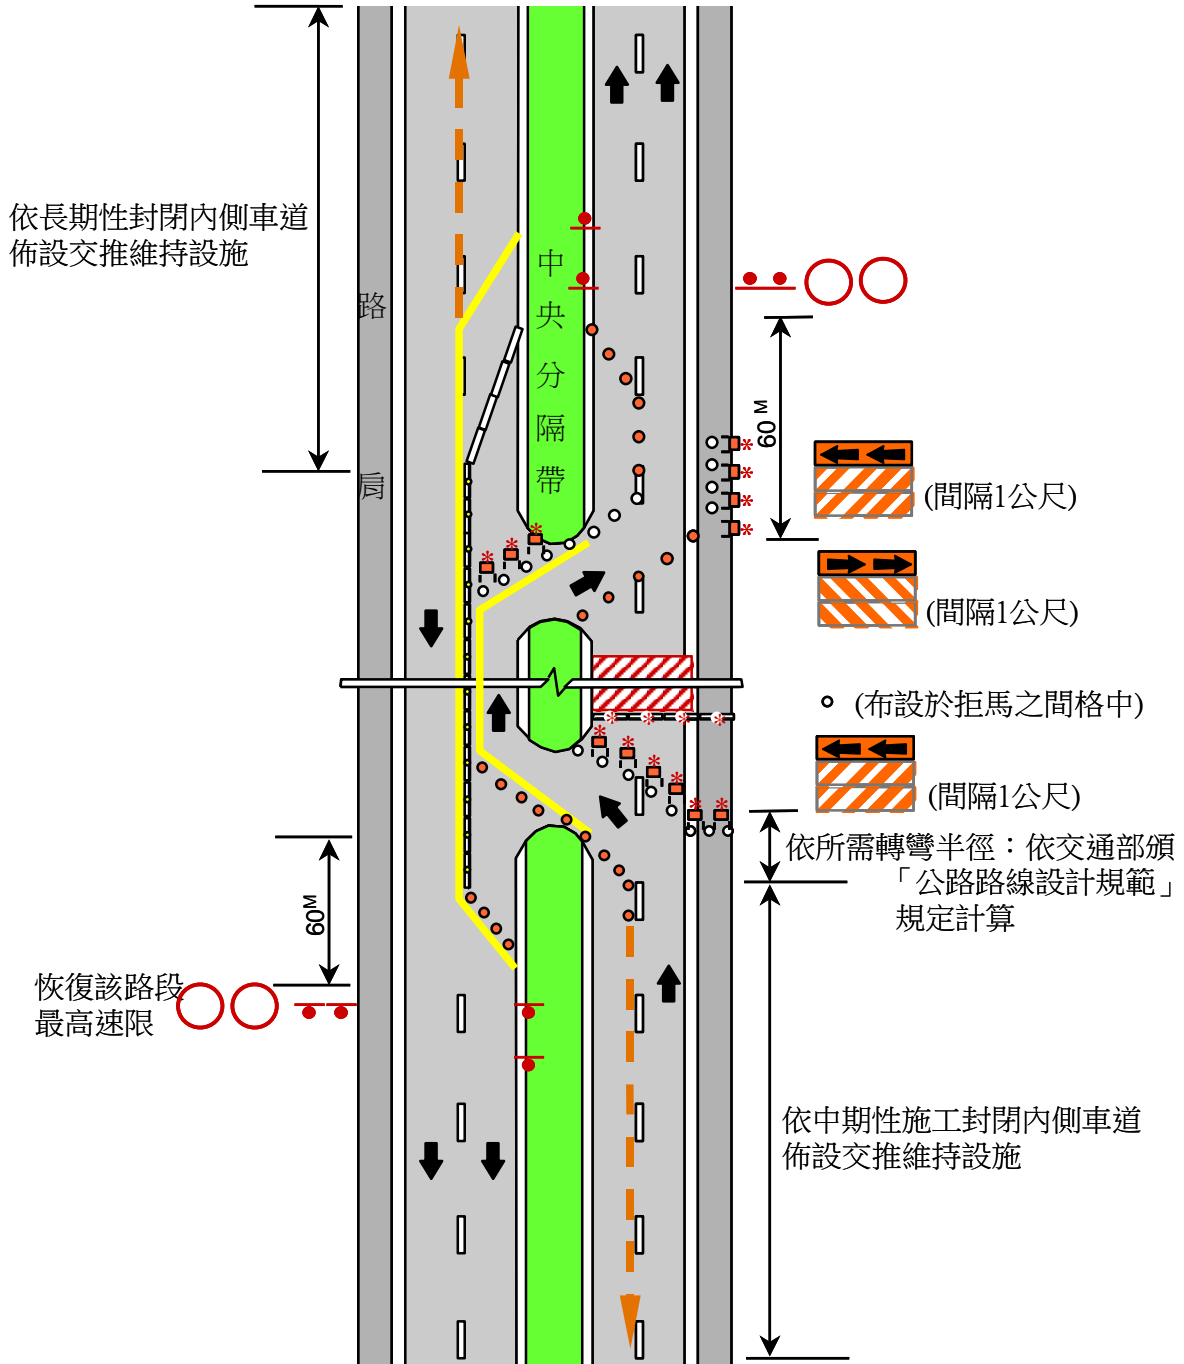 依長期性封閉內側車道
佈設交推維持設施
路肩
中央分隔帶
60 M
(間隔1公尺)
(間隔1公尺)
(布設於拒馬之間格中)
(間隔1公尺)
依所需轉彎半徑：依交通部頒
「公路路線設計規範」
規定計算
60M
恢復該路段
最高速限
依中期性施工封閉內側車道
佈設交推維持設施